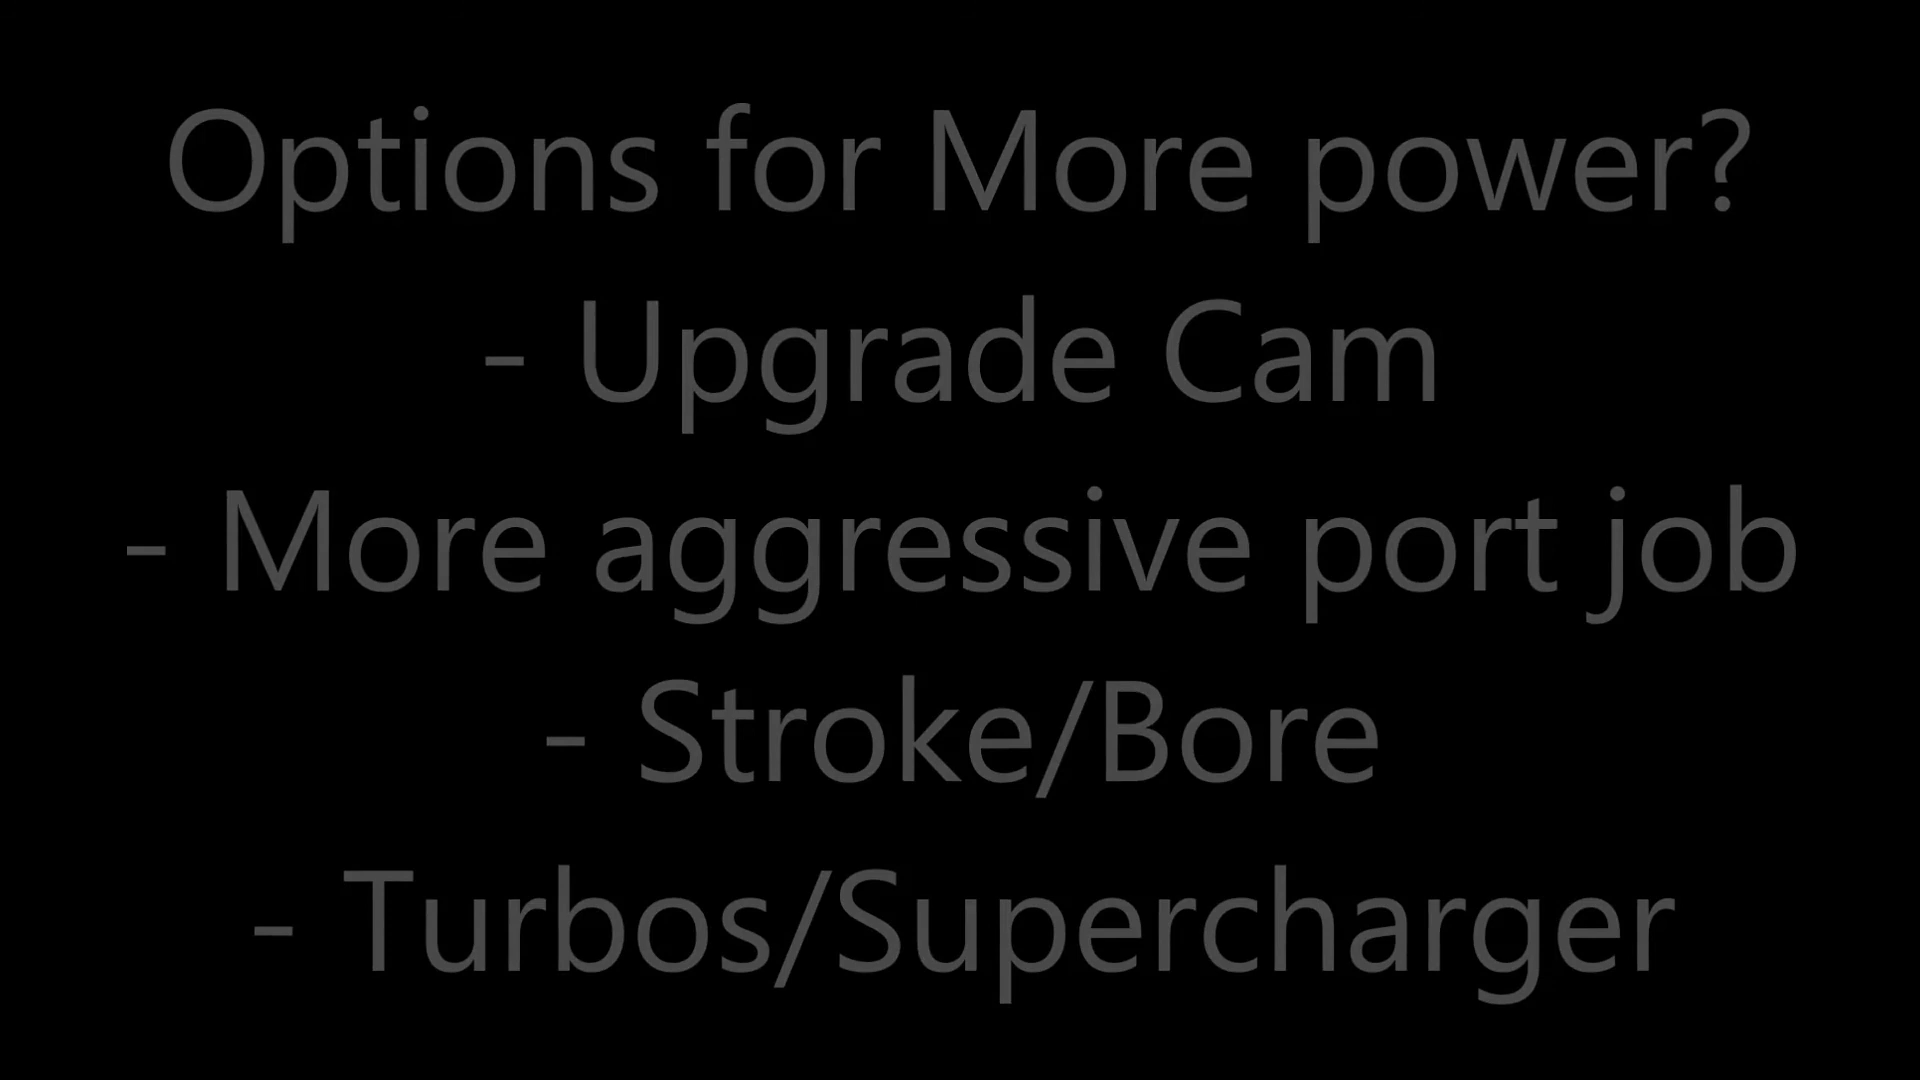 Options for More power?
- Upgrade Cam
- More aggressive port job
- Stroke/Bore
- Turbos/Supercharger